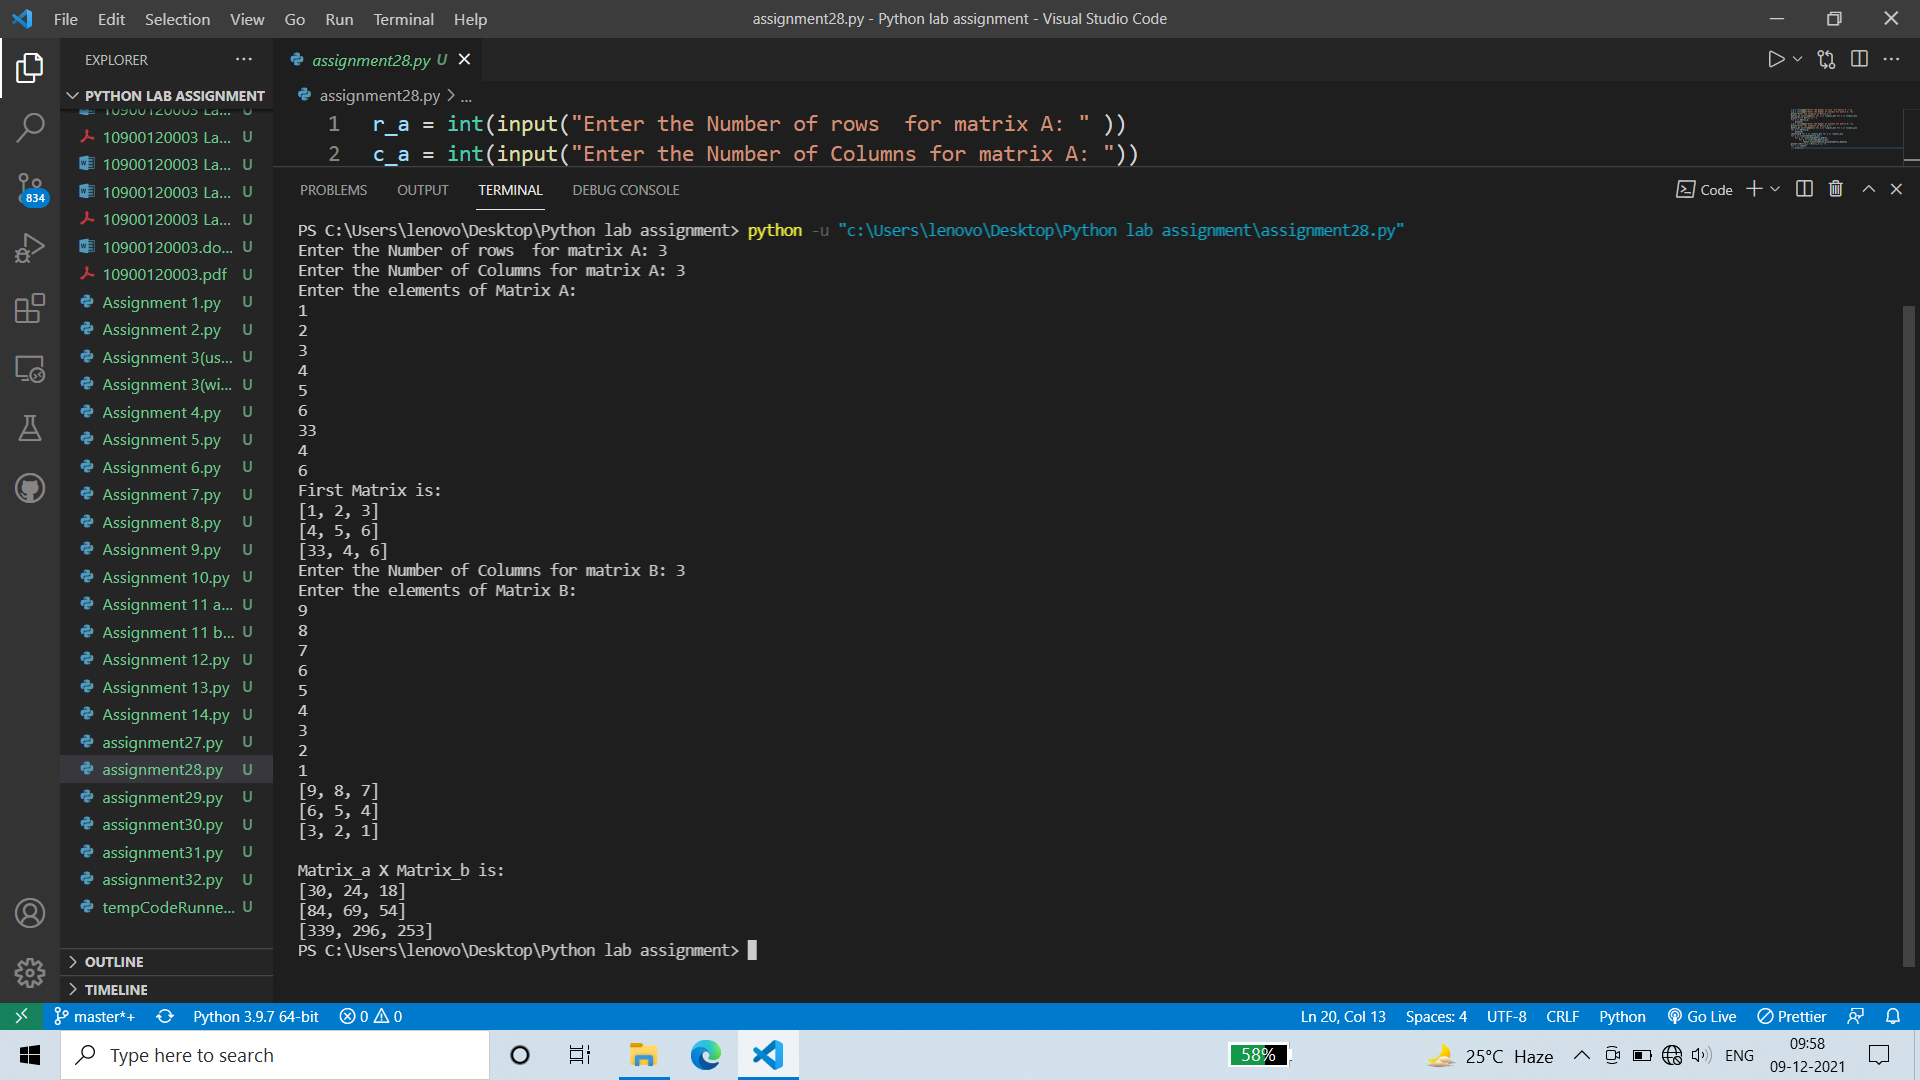 File Edit Selection View Go Run Terminal Help
assignment28.py - Python lab assignment - Visual Studio Code
EXPLORER
PYTHON LAB ASSIGNMENT
10900120003 La... U
10900120003 La... U
10900120003 La... U
10900120003 La... U
10900120003 La... U
10900120003.do... U
10900120003.pdf U
Assignment 1.py U
Assignment 2.py U
Assignment 3(us... U
Assignment 3(wi... U
Assignment 4.py U
Assignment 5.py U
Assignment 6.py U
Assignment 7.py U
Assignment 8.py U
Assignment 9.py U
Assignment 10.py U
Assignment 11 a... U
Assignment 11 b... U
Assignment 12.py U
Assignment 13.py U
Assignment 14.py U
assignment27.py U
assignment28.py U
assignment29.py U
assignment30.py U
assignment31.py U
assignment32.py U
tempCodeRunne... U
OUTLINE
TIMELINE
834
assignment28.py U
assignment28.py > ...
1 r_a = int(input("Enter the Number of rows  for matrix A: " ))
2 c_a = int(input("Enter the Number of Columns for matrix A: "))
PROBLEMS OUTPUT TERMINAL DEBUG CONSOLE
Code
PS C:\Users\lenovo\Desktop\Python lab assignment> python -u "c:\Users\lenovo\Desktop\Python lab assignment\assignment28.py"
Enter the Number of rows  for matrix A: 3
Enter the Number of Columns for matrix A: 3
Enter the elements of Matrix A:
1
2
3
4
5
6
33
4
6
First Matrix is:
[1, 2, 3]
[4, 5, 6]
[33, 4, 6]
Enter the Number of Columns for matrix B: 3
Enter the elements of Matrix B:
9
8
7
6
5
4
3
2
1
[9, 8, 7]
[6, 5, 4]
[3, 2, 1]
Matrix_a X Matrix_b is:
[30, 24, 18]
[84, 69, 54]
[339, 296, 253]
PS C:\Users\lenovo\Desktop\Python lab assignment>
master*+ Python 3.9.7 64-bit 0 0 Ln 20, Col 13 Spaces: 4 UTF-8 CRLF Python Go Live Prettier
Type here to search
58%
25°C Haze
ENG
09:58
09-12-2021